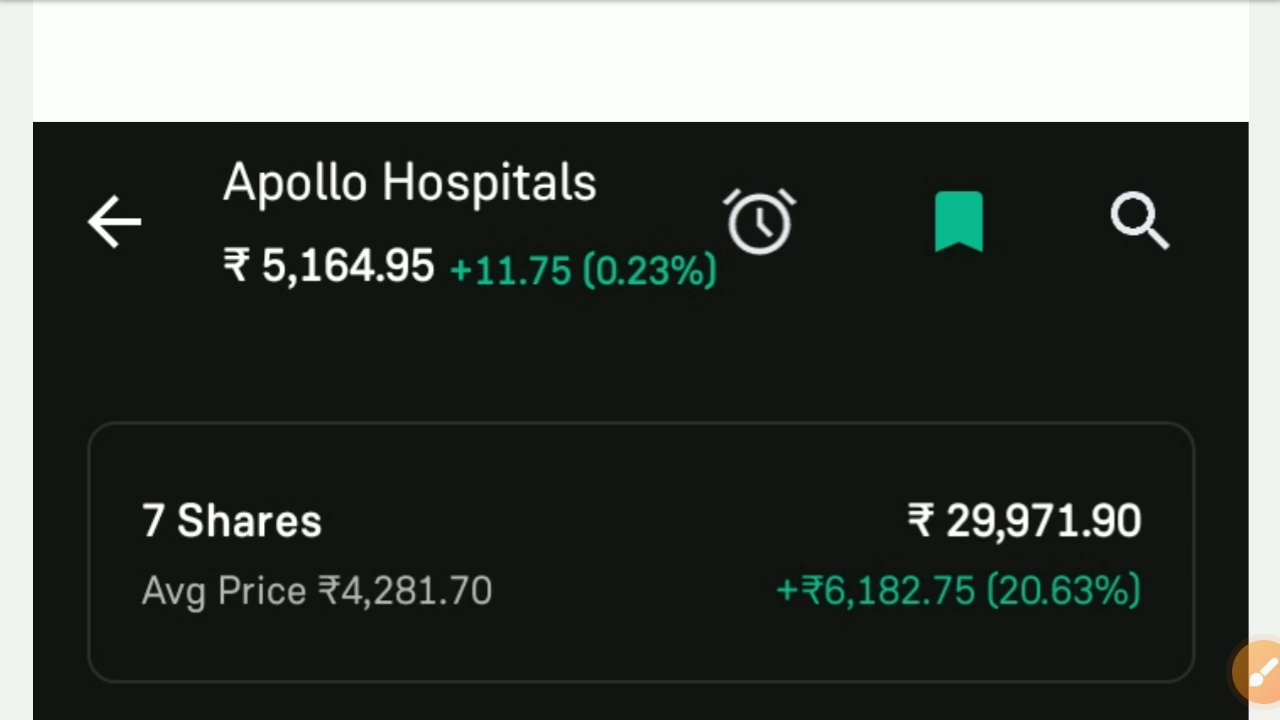 Apollo Hospitals
₹ 5,164.95 +11.75 (0.23%)
7 Shares ₹ 29,971.90
Avg Price ₹4,281.70 +₹6,182.75 (20.63%)